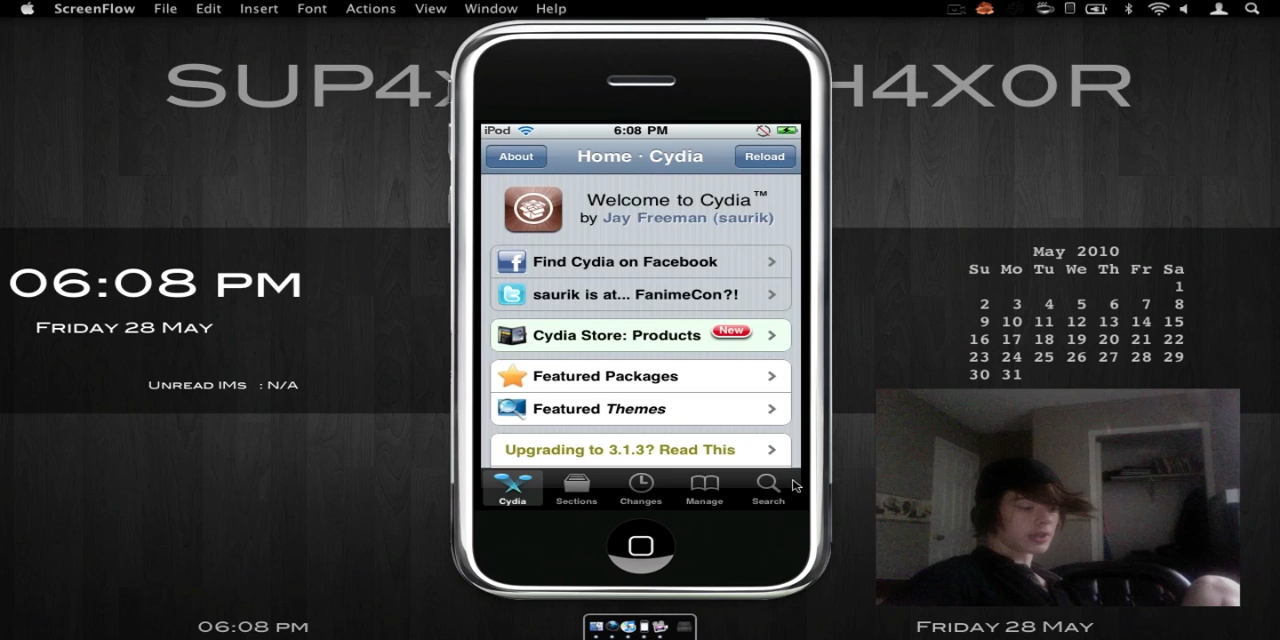 ScreenFlow File Edit Insert Font Actions View Window Help
H4X0R
iPod 6:08 PM
About Home · Cydia Reload
Welcome to Cydia™
by Jay Freeman (saurik)
Find Cydia on Facebook
saurik is at... FanimeCon?!
Cydia Store: Products New
Featured Packages
Featured Themes
Upgrading to 3.1.3? Read This
Cydia Sections Changes Manage Search
06:08 PM
Friday 28 May
Unread IMs : N/A
May 2010
Su Mo Tu We Th Fr Sa
1
2 3 4 5 6 7 8
9 10 11 12 13 14 15
16 17 18 19 20 21 22
23 24 25 26 27 28 29
30 31
06:08 PM
Friday 28 May